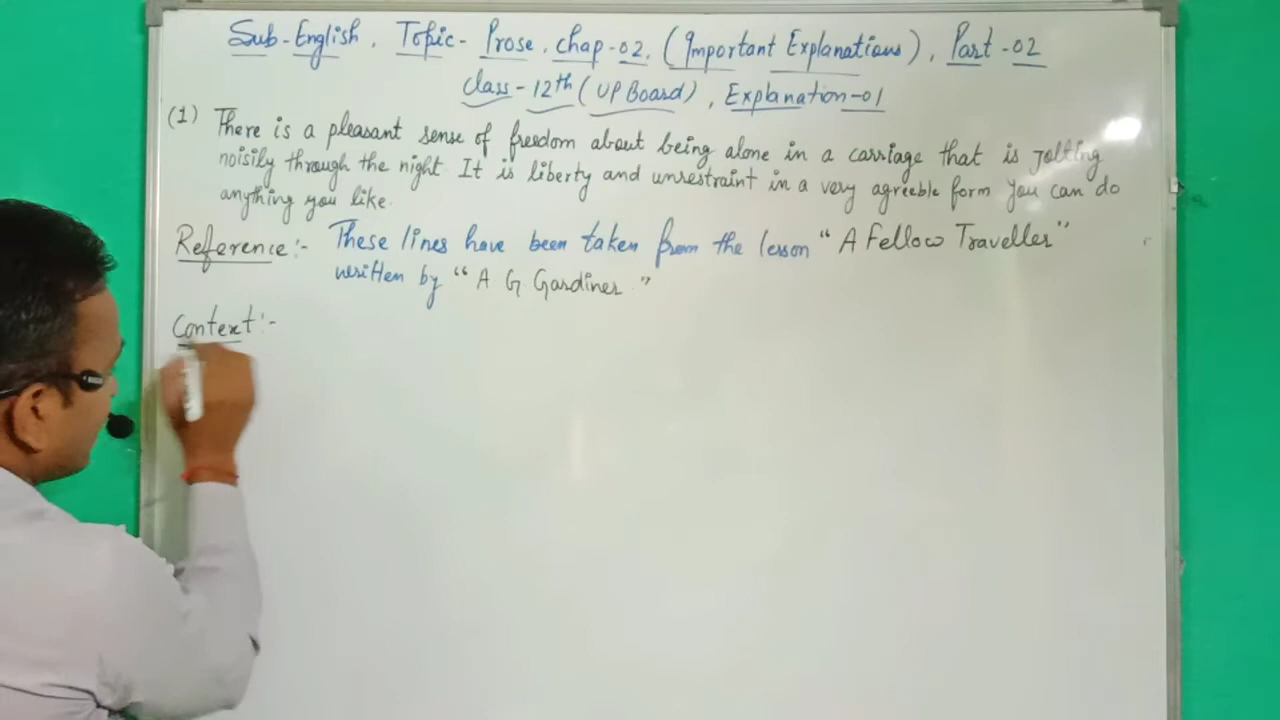 Sub-English, Topic- Prose, chap-02, (Important Explanations), Part -02
class-12th (UP Board), Explanation-01
(1) There is a pleasant sense of freedom about being alone in a carriage that is jolting
noisily through the night It is liberty and unrestraint in a very agreeable form You can do
anything you like.
Reference:- These lines have been taken from the lesson "A Fellow Traveller"
written by "A G Gardiner."
Context:-